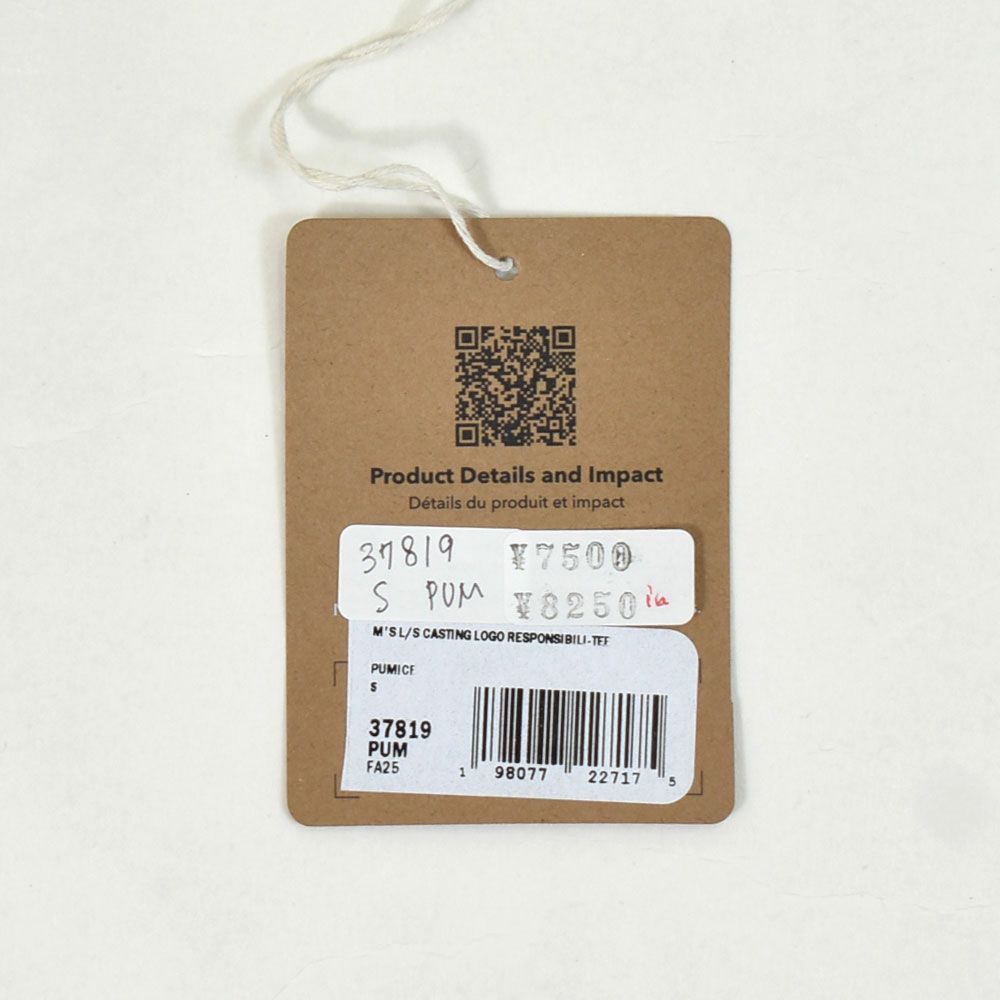 Product Details and Impact
Détails du produit et impact
37819 ¥7500
S PUM ¥8250
M'S L/S CASTING LOGO RESPONSIBILI-TEE
PUMICE
S
37819
PUM
FA25
1 98077 22717 5